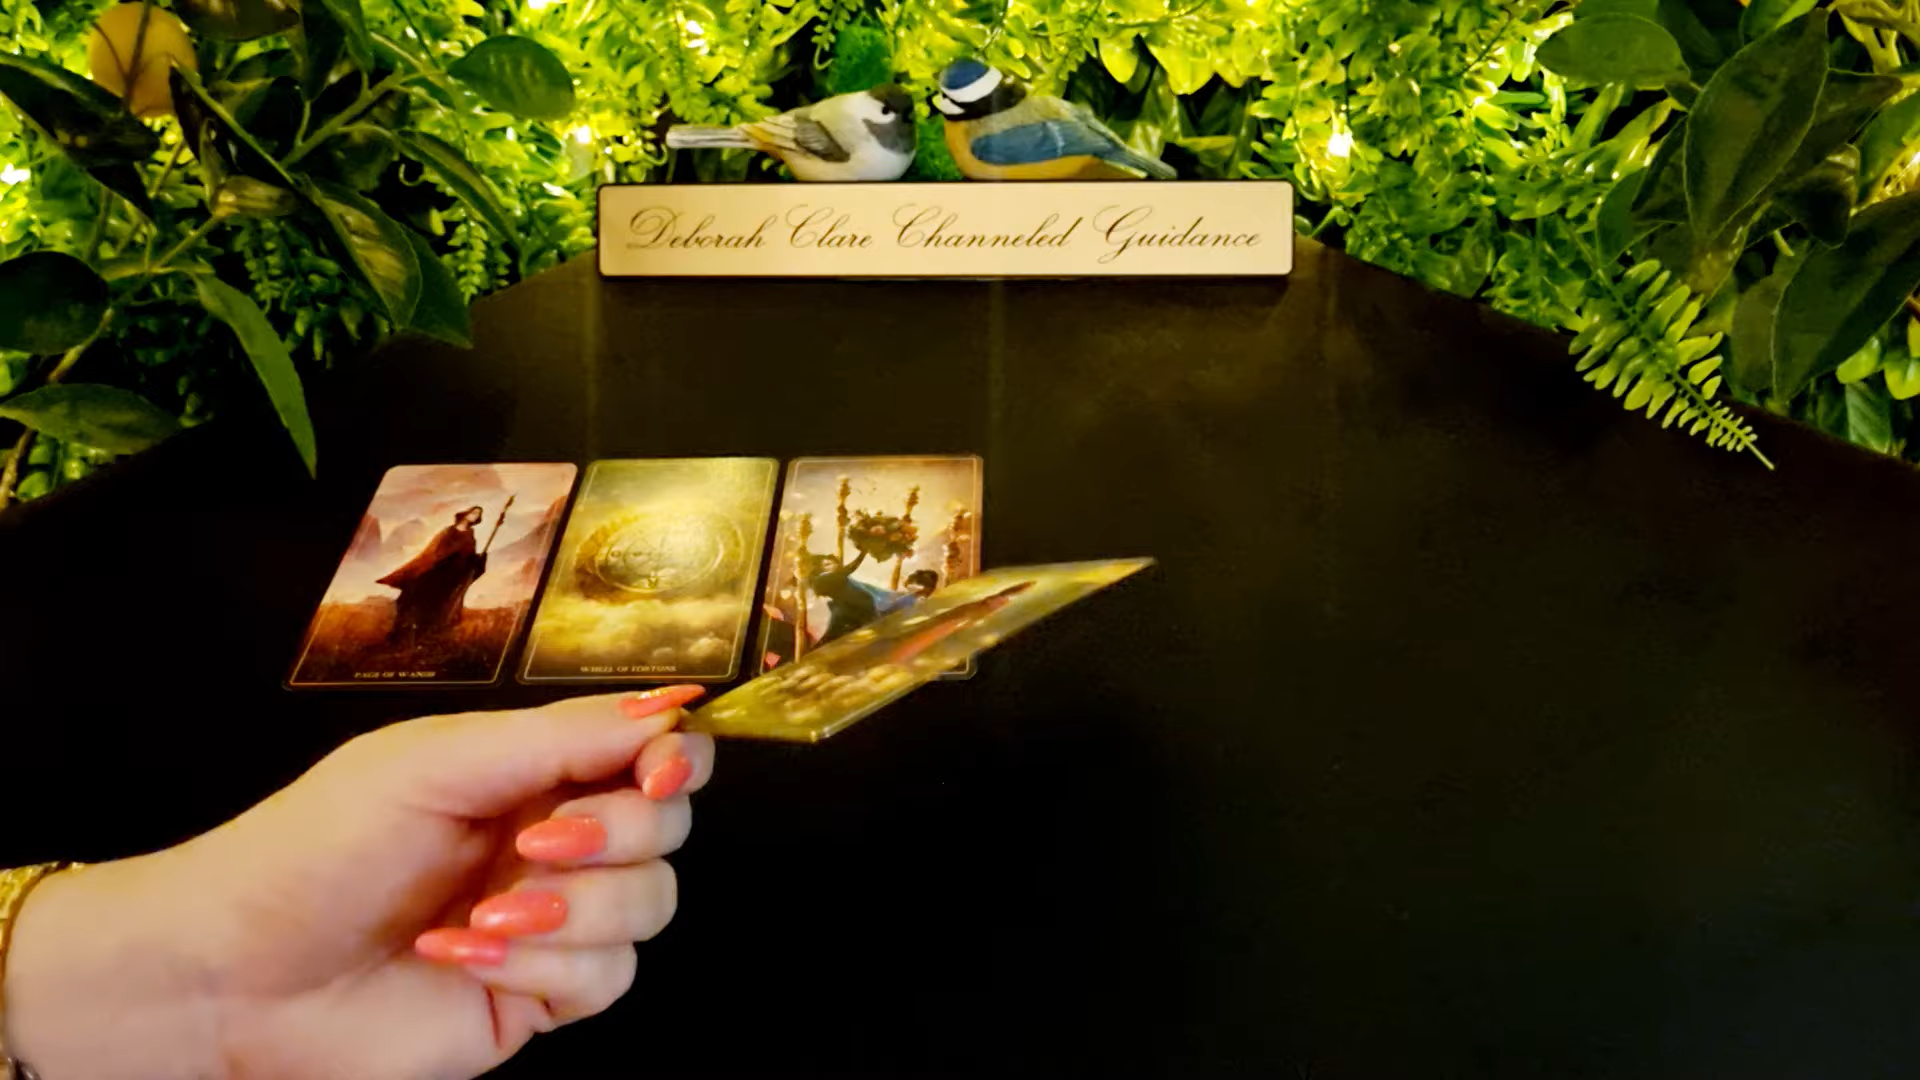 Deborah Clare Channeled Guidance
PAGE OF WANDS
WHEEL OF FORTUNE